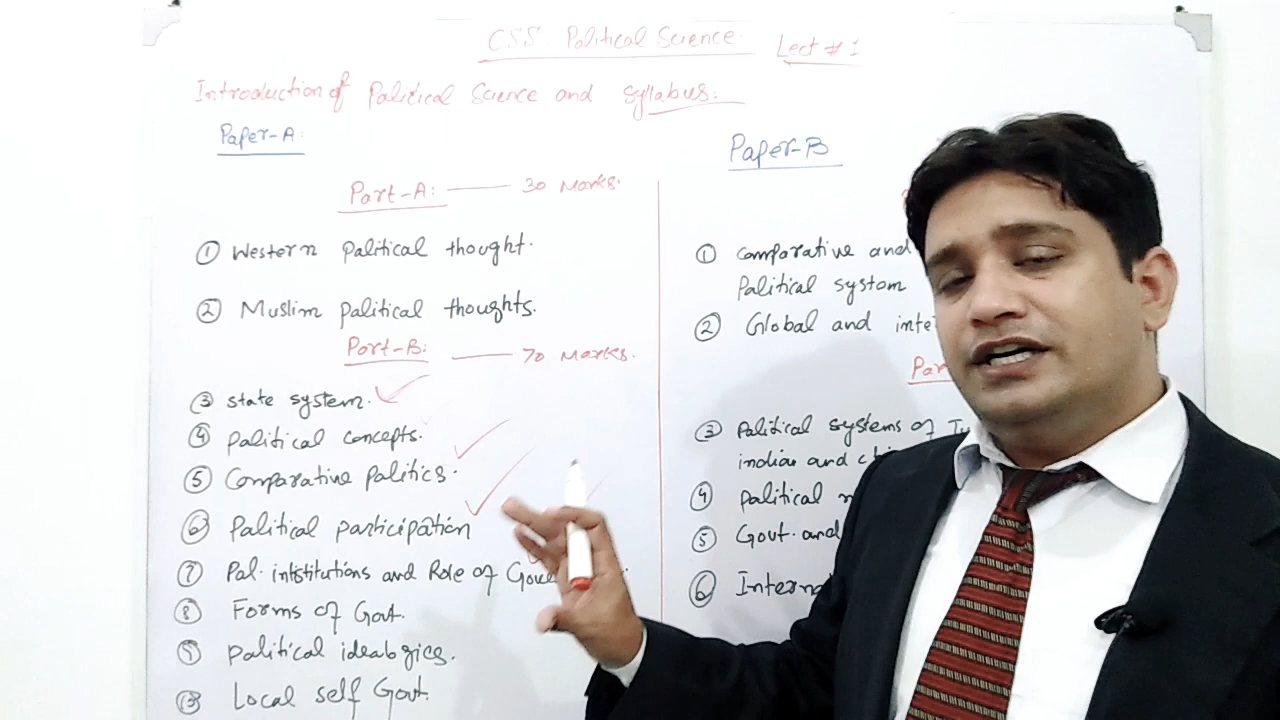 C.S.S. Political Science.
Lect # 1
Introduction of Political Science and syllabus:
Paper-A:
Part-A: —— 30 Marks.
① Western Political thought.
② Muslim Political thoughts.
Part-B: —— 70 Marks.
③ state system.
④ Political concepts.
⑤ Comparative Politics.
⑥ Political participation
⑦ Pol. institutions and Role of Gove
⑧ Forms of Govt.
⑨ Political ideologies.
⑩ Local self Govt.
Paper-B
① Comparative and
Political system
② Global and inte
Par
③ Political systems of Tu
indian and chi
④ Political
⑤ Govt. and
⑥ Interna